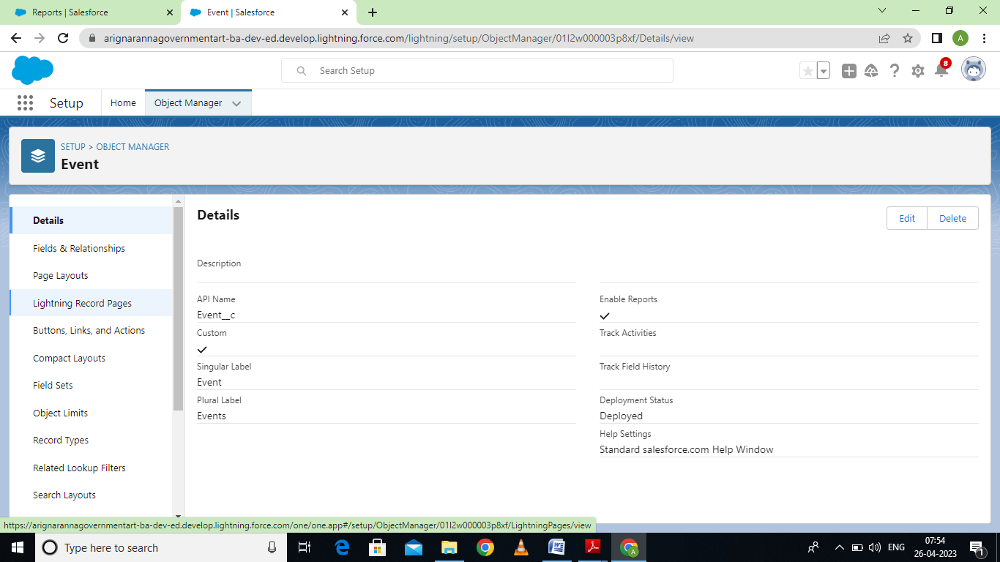 Reports | Salesforce
Event | Salesforce
arignarannagovernmentart-ba-dev-ed.develop.lightning.force.com/lightning/setup/ObjectManager/01I2w000003p8xf/Details/view
A
Search Setup
8
Setup
Home
Object Manager
SETUP > OBJECT MANAGER
Event
Details
Fields & Relationships
Page Layouts
Lightning Record Pages
Buttons, Links, and Actions
Compact Layouts
Field Sets
Object Limits
Record Types
Related Lookup Filters
Search Layouts
Details
Edit
Delete
Description
API Name
Event__c
Custom
Singular Label
Event
Plural Label
Events
Enable Reports
Track Activities
Track Field History
Deployment Status
Deployed
Help Settings
Standard salesforce.com Help Window
https://arignarannagovernmentart-ba-dev-ed.develop.lightning.force.com/one/one.app#/setup/ObjectManager/01I2w000003p8xf/LightningPages/view
Type here to search
ENG
07:54
26-04-2023
1